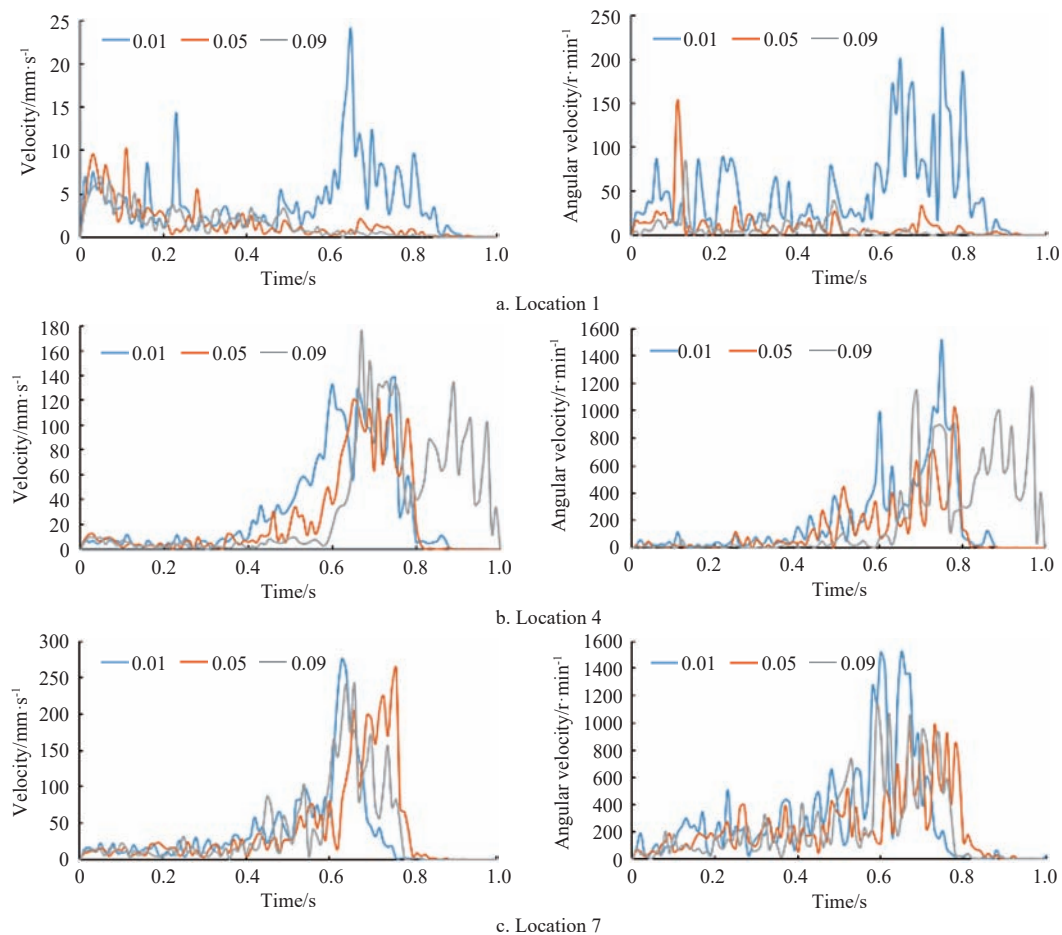 25
20
15
10
5
0
Velocity/mm·s⁻¹
0.01 0.05 0.09
0 0.2 0.4 0.6 0.8 1.0
Time/s
250
200
150
100
50
0
Angular velocity/r·min⁻¹
0.01 0.05 0.09
0 0.2 0.4 0.6 0.8 1.0
Time/s
a. Location 1
180
160
140
120
100
80
60
40
20
0
Velocity/mm·s⁻¹
0.01 0.05 0.09
0 0.2 0.4 0.6 0.8 1.0
Time/s
1600
1400
1200
1000
800
600
400
200
0
Angular velocity/r·min⁻¹
0.01 0.05 0.09
0 0.2 0.4 0.6 0.8 1.0
Time/s
b. Location 4
300
250
200
150
100
50
0
Velocity/mm·s⁻¹
0.01 0.05 0.09
0 0.2 0.4 0.6 0.8 1.0
Time/s
1600
1400
1200
1000
800
600
400
200
0
Angular velocity/r·min⁻¹
0.01 0.05 0.09
0 0.2 0.4 0.6 0.8 1.0
Time/s
c. Location 7